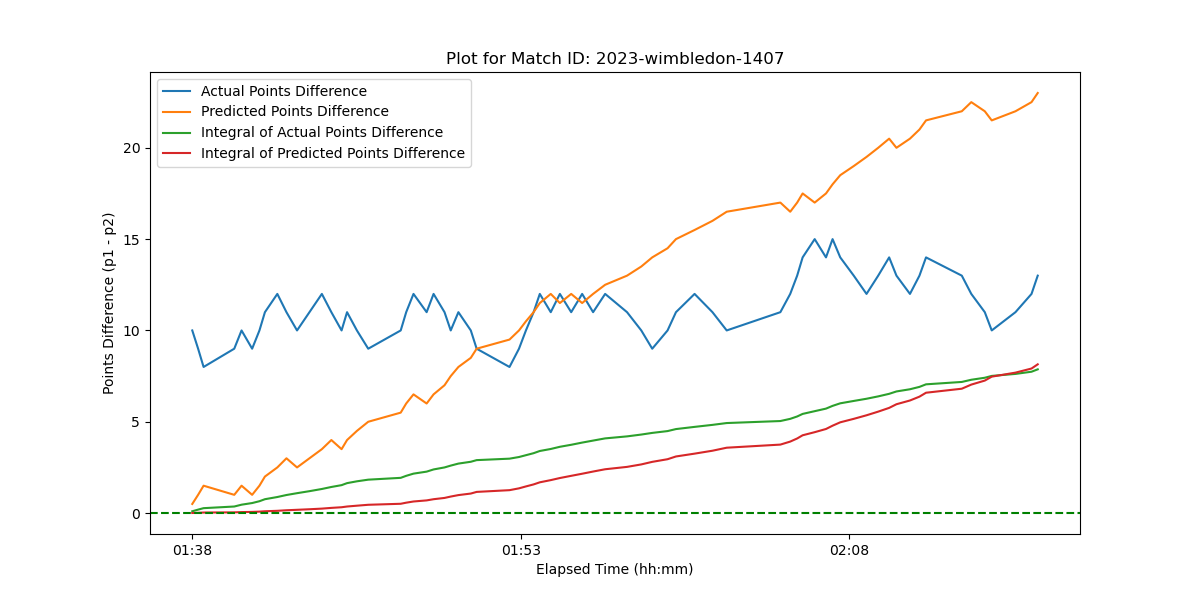 Plot for Match ID: 2023-wimbledon-1407
Actual Points Difference
Predicted Points Difference
Integral of Actual Points Difference
Integral of Predicted Points Difference
Points Difference (p1 - p2)
20
15
10
5
0
01:38
01:53
02:08
Elapsed Time (hh:mm)